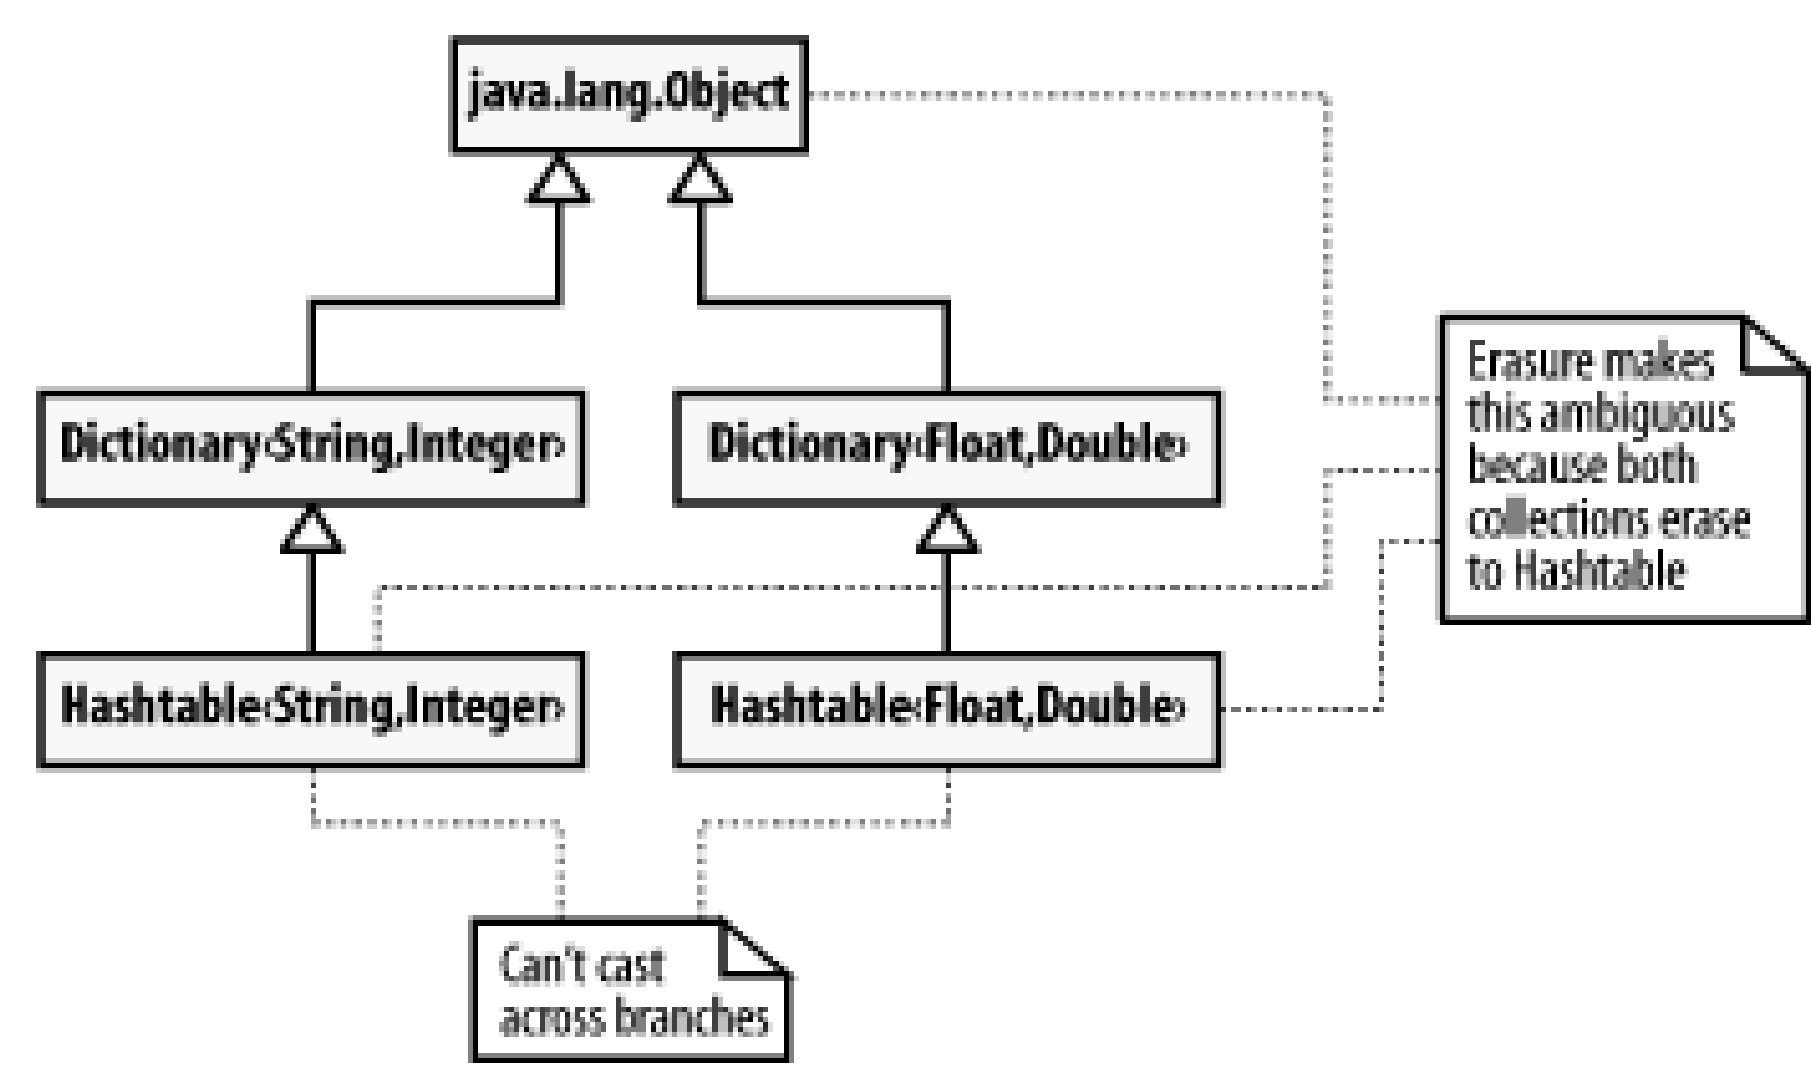 java.lang.Object
Dictionary<String,Integer>
Dictionary<Float,Double>
Erasure makes
this ambiguous
because both
collections erase
to Hashtable
Hashtable<String,Integer>
Hashtable<Float,Double>
Can't cast
across branches